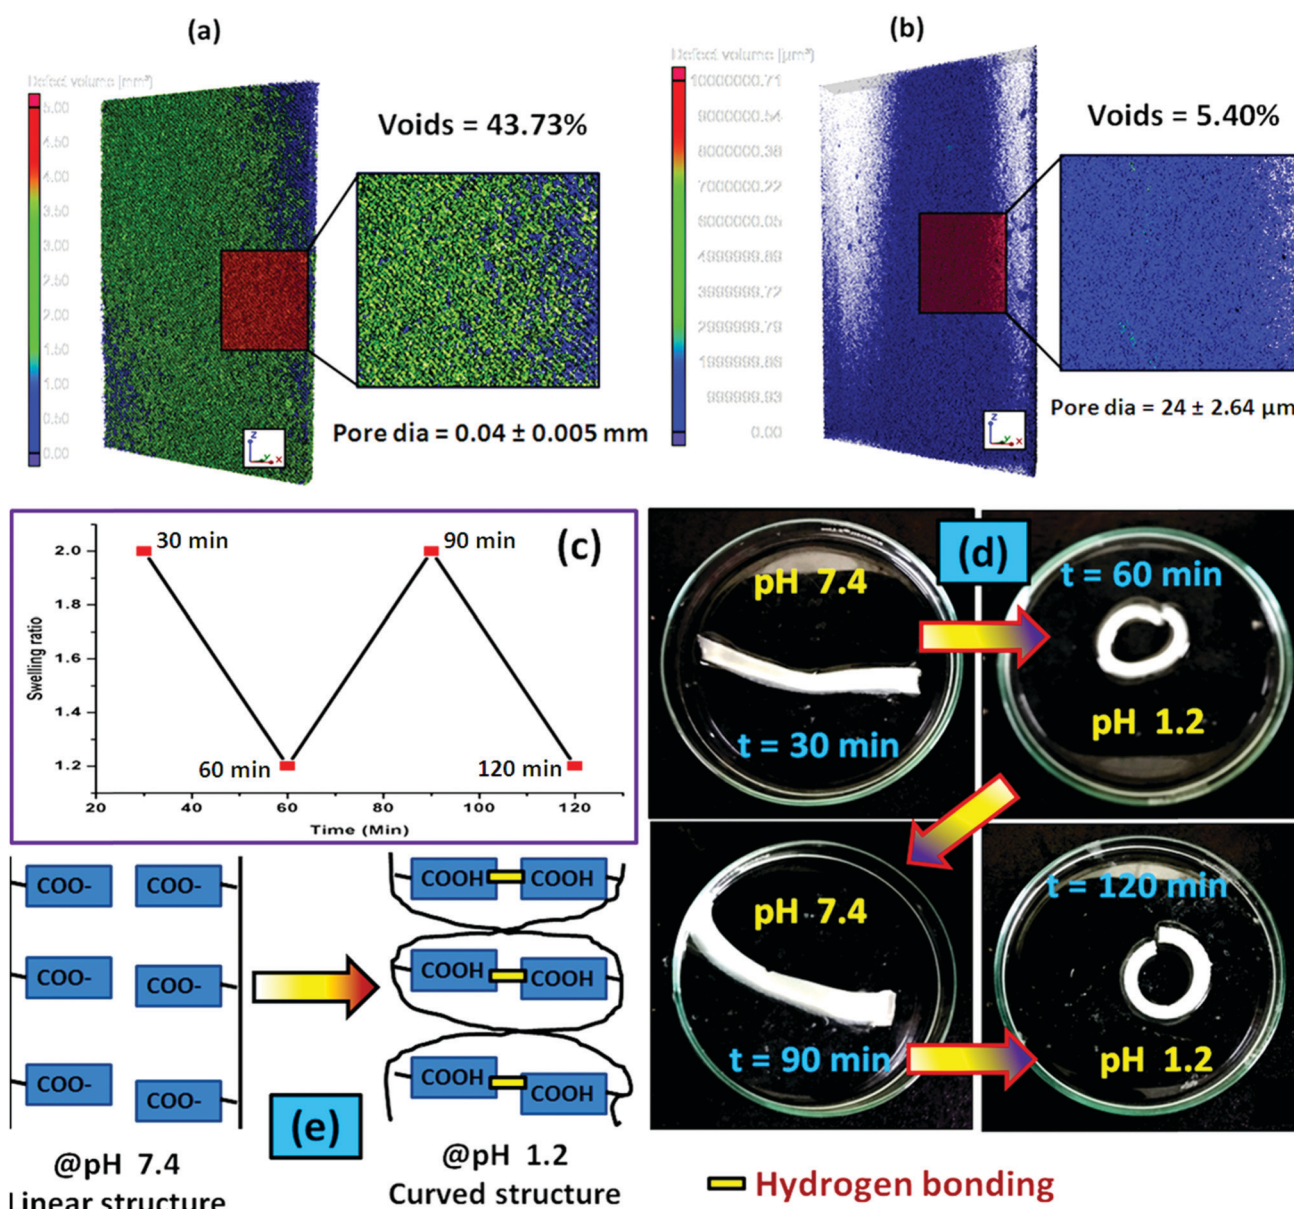 (a)
Defect volume [mm³]
5.00
4.50
4.00
3.50
3.00
2.50
2.00
1.50
1.00
0.50
0.00
Voids = 43.73%
Pore dia = 0.04 ± 0.005 mm
Z
Y
X
(b)
Defect volume [µm³]
10000000.71
9000000.54
8000000.38
7000000.22
6000000.05
4999999.89
3999999.72
2999999.79
1999999.86
999999.93
0.00
Voids = 5.40%
Pore dia = 24 ± 2.64 µm
Z
Y
X
(c)
30 min
90 min
60 min
120 min
Swelling ratio
2.0
1.8
1.6
1.4
1.2
20 40 60 80 100 120
Time (Min)
(d)
pH 7.4
t = 30 min
t = 60 min
pH 1.2
pH 7.4
t = 90 min
t = 120 min
pH 1.2
COO- COO-
COO- COO-
COO- COO-
COOH COOH
COOH COOH
COOH COOH
(e)
@pH 7.4
Linear structure
@pH 1.2
Curved structure
Hydrogen bonding